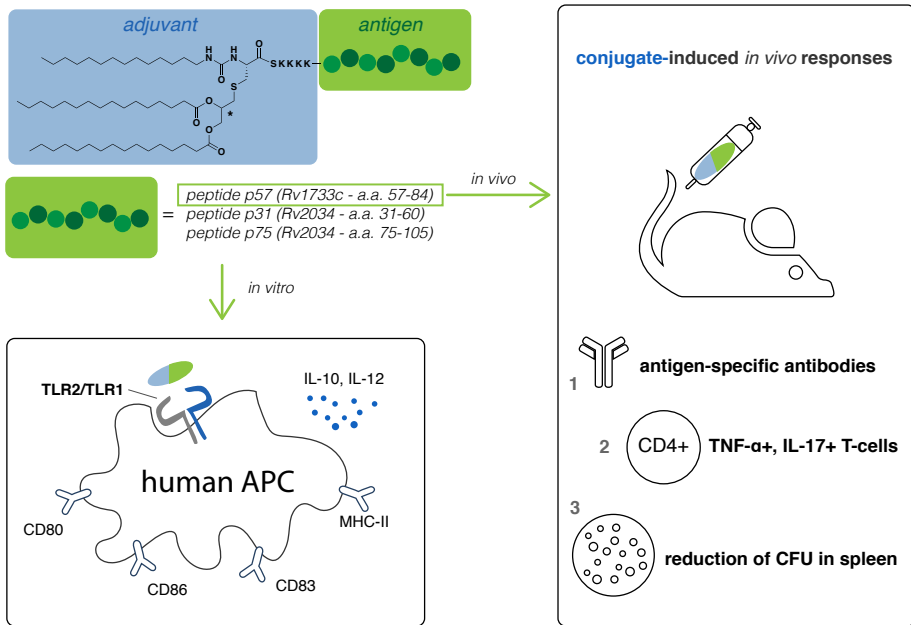 adjuvant
antigen
H
N
H
N
O
O
SKKKK
S
O
O
O
O
*
= peptide p57 (Rv1733c - a.a. 57-84)
peptide p31 (Rv2034 - a.a. 31-60)
peptide p75 (Rv2034 - a.a. 75-105)
in vivo
in vitro
TLR2/TLR1
IL-10, IL-12
human APC
CD80
CD86
CD83
MHC-II
conjugate-induced in vivo responses
1 antigen-specific antibodies
2 CD4+ TNF-α+, IL-17+ T-cells
3
reduction of CFU in spleen